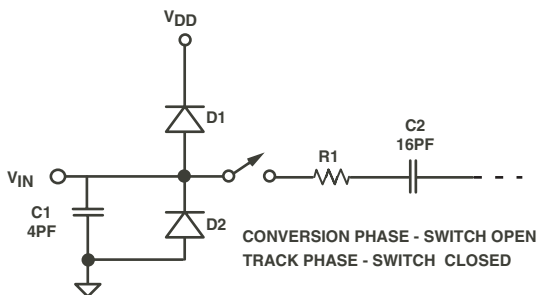 VDD
D1
C2
16PF
R1
VIN
C1
4PF
D2
CONVERSION PHASE - SWITCH OPEN
TRACK PHASE - SWITCH CLOSED